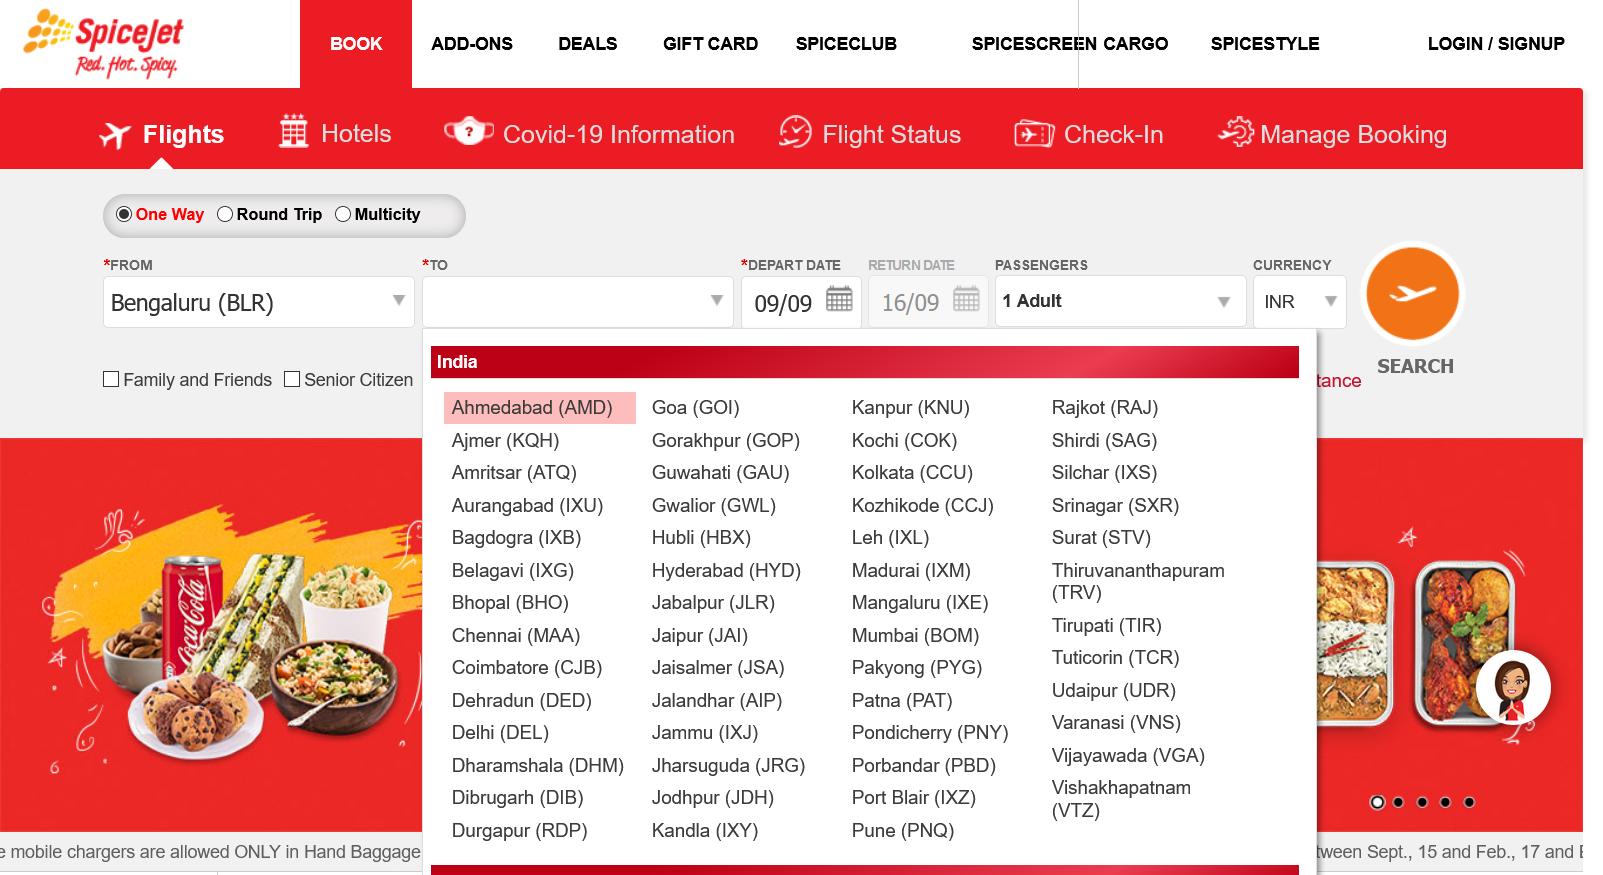 SpiceJet
Red. Hot. Spicy.
BOOK
ADD-ONS
DEALS
GIFT CARD
SPICECLUB
SPICESCREEN
CARGO
SPICESTYLE
LOGIN / SIGNUP
Flights
Hotels
?
Covid-19 Information
Flight Status
Check-In
Manage Booking
One Way
Round Trip
Multicity
*FROM
*TO
*DEPART DATE
RETURN DATE
PASSENGERS
CURRENCY
Bengaluru (BLR)
09/09
16/09
1 Adult
INR
SEARCH
Family and Friends
Senior Citizen
tance
India
Ahmedabad (AMD)
Ajmer (KQH)
Amritsar (ATQ)
Aurangabad (IXU)
Bagdogra (IXB)
Belagavi (IXG)
Bhopal (BHO)
Chennai (MAA)
Coimbatore (CJB)
Dehradun (DED)
Delhi (DEL)
Dharamshala (DHM)
Dibrugarh (DIB)
Durgapur (RDP)
Goa (GOI)
Gorakhpur (GOP)
Guwahati (GAU)
Gwalior (GWL)
Hubli (HBX)
Hyderabad (HYD)
Jabalpur (JLR)
Jaipur (JAI)
Jaisalmer (JSA)
Jalandhar (AIP)
Jammu (IXJ)
Jharsuguda (JRG)
Jodhpur (JDH)
Kandla (IXY)
Kanpur (KNU)
Kochi (COK)
Kolkata (CCU)
Kozhikode (CCJ)
Leh (IXL)
Madurai (IXM)
Mangaluru (IXE)
Mumbai (BOM)
Pakyong (PYG)
Patna (PAT)
Pondicherry (PNY)
Porbandar (PBD)
Port Blair (IXZ)
Pune (PNQ)
Rajkot (RAJ)
Shirdi (SAG)
Silchar (IXS)
Srinagar (SXR)
Surat (STV)
Thiruvananthapuram
(TRV)
Tirupati (TIR)
Tuticorin (TCR)
Udaipur (UDR)
Varanasi (VNS)
Vijayawada (VGA)
Vishakhapatnam
(VTZ)
Coca-Cola
e mobile chargers are allowed ONLY in Hand Baggage
tween Sept., 15 and Feb., 17 and